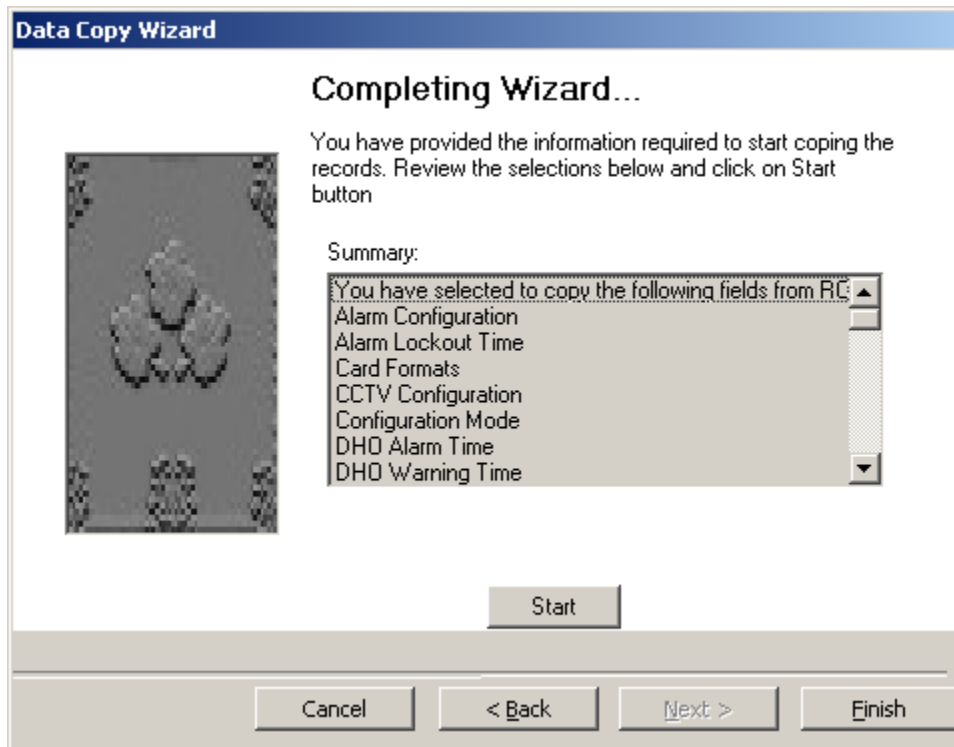 Data Copy Wizard
Completing Wizard...
You have provided the information required to start coping the
records. Review the selections below and click on Start
button
Summary:
You have selected to copy the following fields from RC
Alarm Configuration
Alarm Lockout Time
Card Formats
CCTV Configuration
Configuration Mode
DHO Alarm Time
DHO Warning Time
Start
Cancel
< Back
Next >
Finish